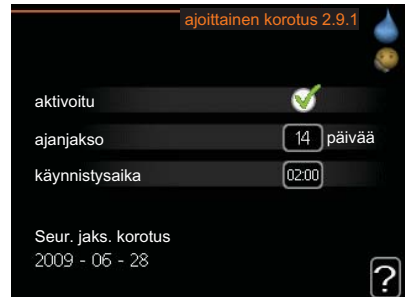 ajoittainen korotus 2.9.1
aktivoitu
ajanjakso 14 päivää
käynnistysaika 02:00
Seur. jaks. korotus
2009 - 06 - 28
?